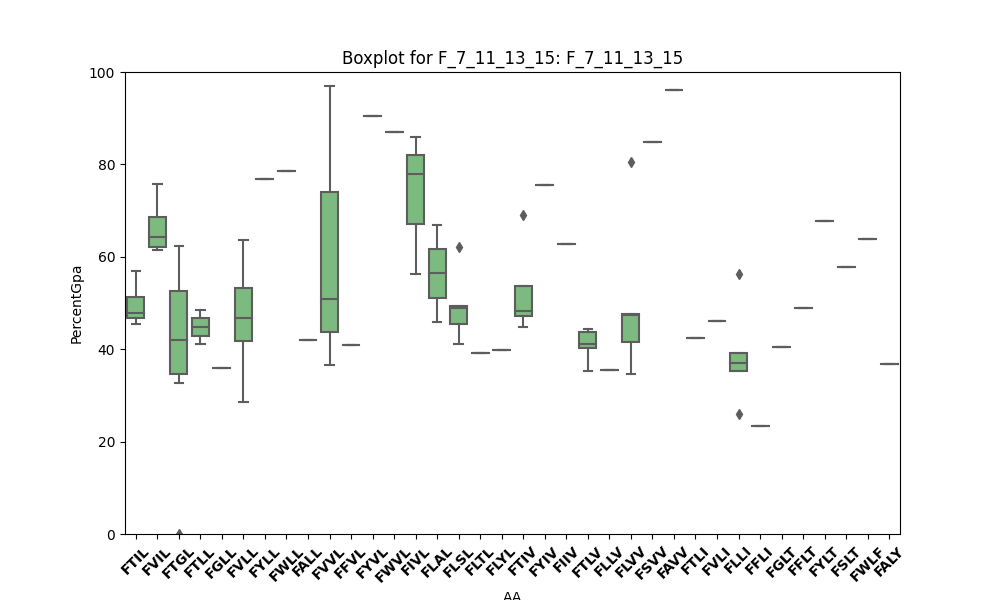 Boxplot for F_7_11_13_15: F_7_11_13_15
100
80
60
40
20
0
PercentGpa
FTIL FVIL FTGL FTLL FGLL FVLL FYLL FWLL FALL FVVL FFVL FYVL FWVL FIVL FLAL FLSL FLTL FLYL FTIV FYIV FIIV FTLV FLLV FLVV FSVV FAVV FTLI FVLI FLLI FFLI FGLT FFLT FYLT FSLT FWLF FALY
AA